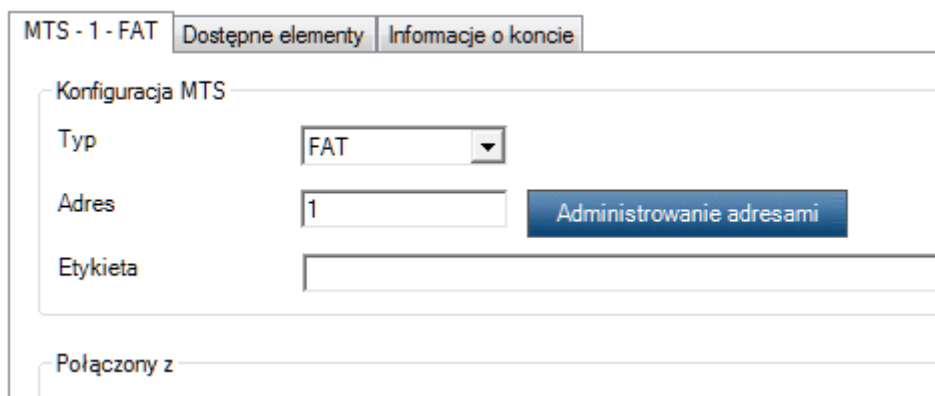 MTS - 1 - FAT Dostępne elementy Informacje o koncie
Konfiguracja MTS
Typ FAT
Adres 1 Administrowanie adresami
Etykieta
Połączony z